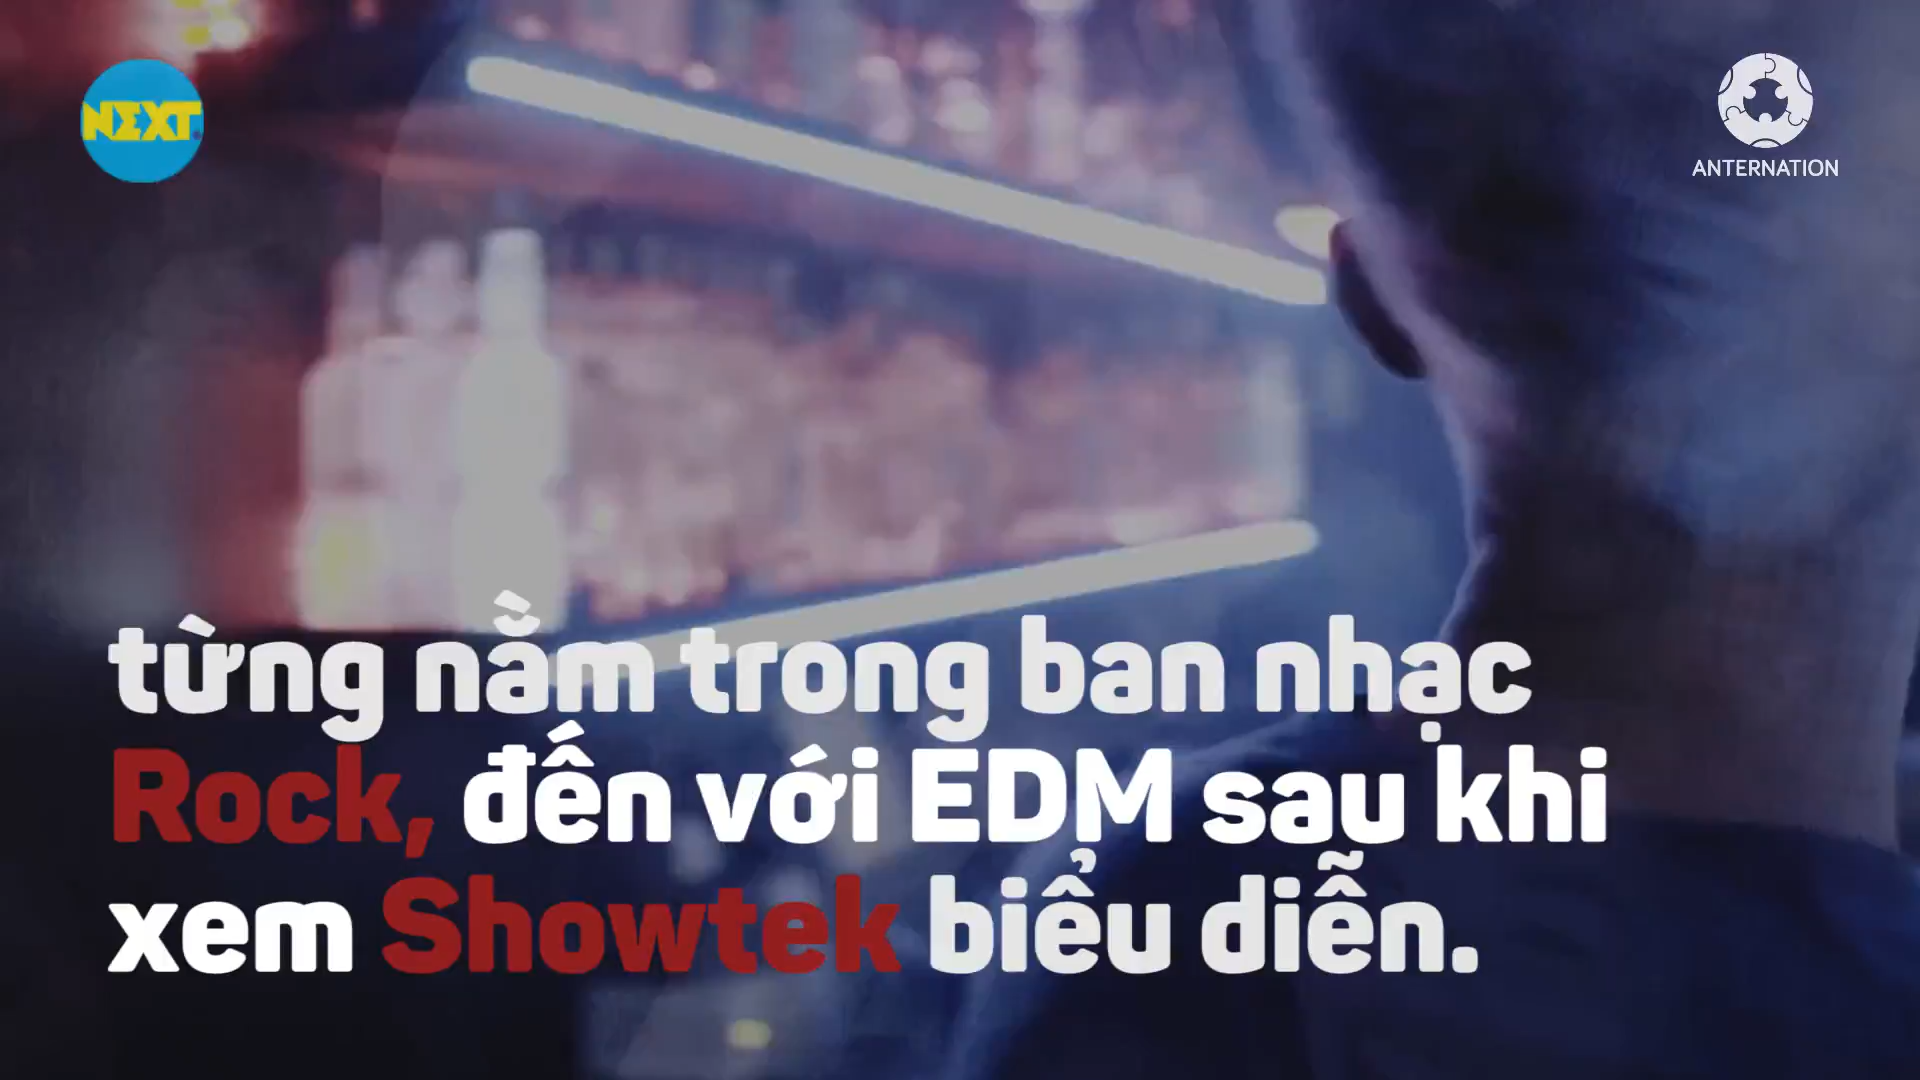 NEXT
ANTERNATION
từng nằm trong ban nhạc
Rock, đến với EDM sau khi
xem Showtek biểu diễn.